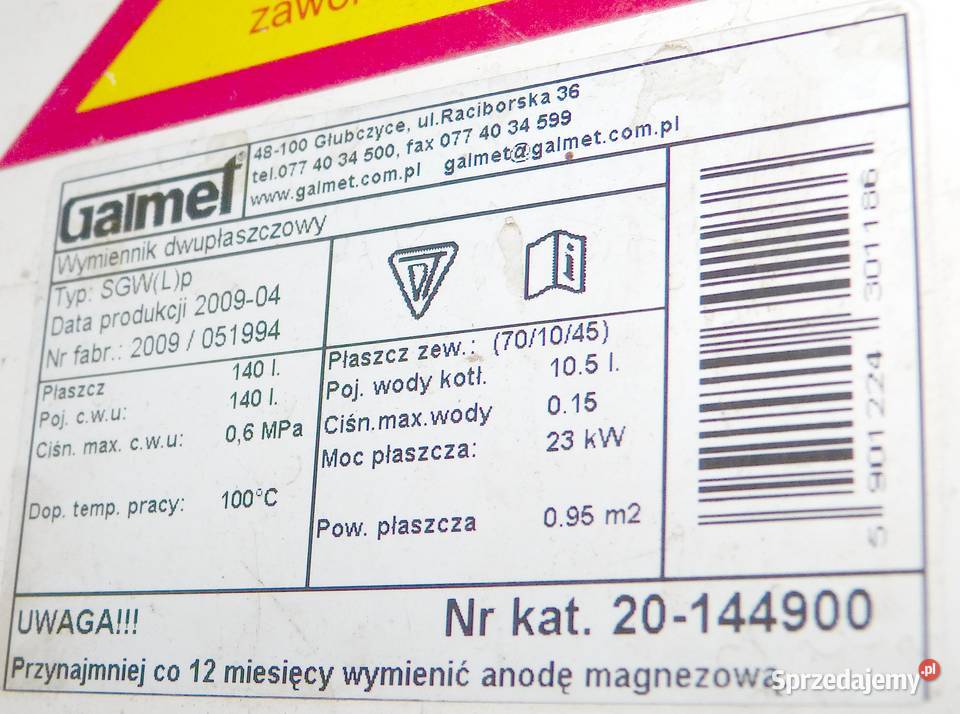 Galmet
48-100 Głubczyce, ul.Raciborska 36
tel.077 40 34 500, fax 077 40 34 599
www.galmet.com.pl galmet@galmet.com.pl
Wymiennik dwupłaszczowy
Typ: SGW(L)p
Data produkcji 2009-04
Nr fabr.: 2009 / 051994
Płaszcz 140 l.
Poj. c.w.u: 140 l.
Ciśn. max. c.w.u: 0,6 MPa
Dop. temp. pracy: 100°C
Płaszcz zew.: (70/10/45)
Poj. wody kotł. 10.5 l.
Ciśn.max.wody 0.15
Moc płaszcza: 23 kW
Pow. płaszcza 0.95 m2
5 901224 301186
UWAGA!!! Nr kat. 20-144900
Przynajmniej co 12 miesięcy wymienić anodę magnezową
Sprzedajemy.pl